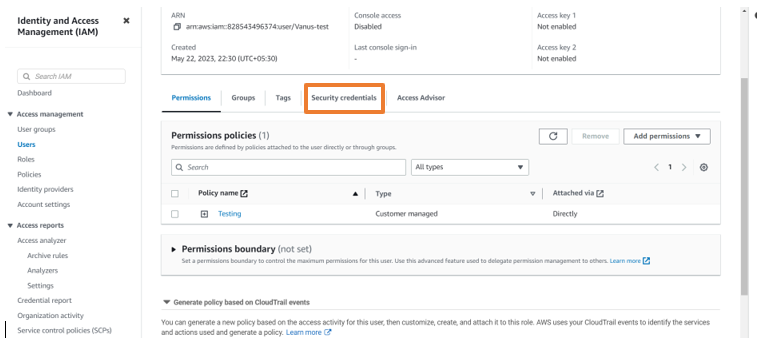 Identity and Access Management (IAM)
Search IAM
Dashboard
Access management
User groups
Users
Roles
Policies
Identity providers
Account settings
Access reports
Access analyzer
Archive rules
Analyzers
Settings
Credential report
Organization activity
Service control policies (SCPs)
ARN
arn:aws:iam::828543496374:user/Vanus-test
Console access
Disabled
Access key 1
Not enabled
Created
May 22, 2023, 22:30 (UTC+05:30)
Last console sign-in
-
Access key 2
Not enabled
Permissions Groups Tags Security credentials Access Advisor
Permissions policies (1)
Permissions are defined by policies attached to the user directly or through groups.
Remove
Add permissions
Search
All types
1
Policy name Type Attached via
Testing Customer managed Directly
Permissions boundary (not set)
Set a permissions boundary to control the maximum permissions for this user. Use this advanced feature used to delegate permission management to others. Learn more
Generate policy based on CloudTrail events
You can generate a new policy based on the access activity for this user, then customize, create, and attach it to this role. AWS uses your CloudTrail events to identify the services
and actions used and generate a policy. Learn more